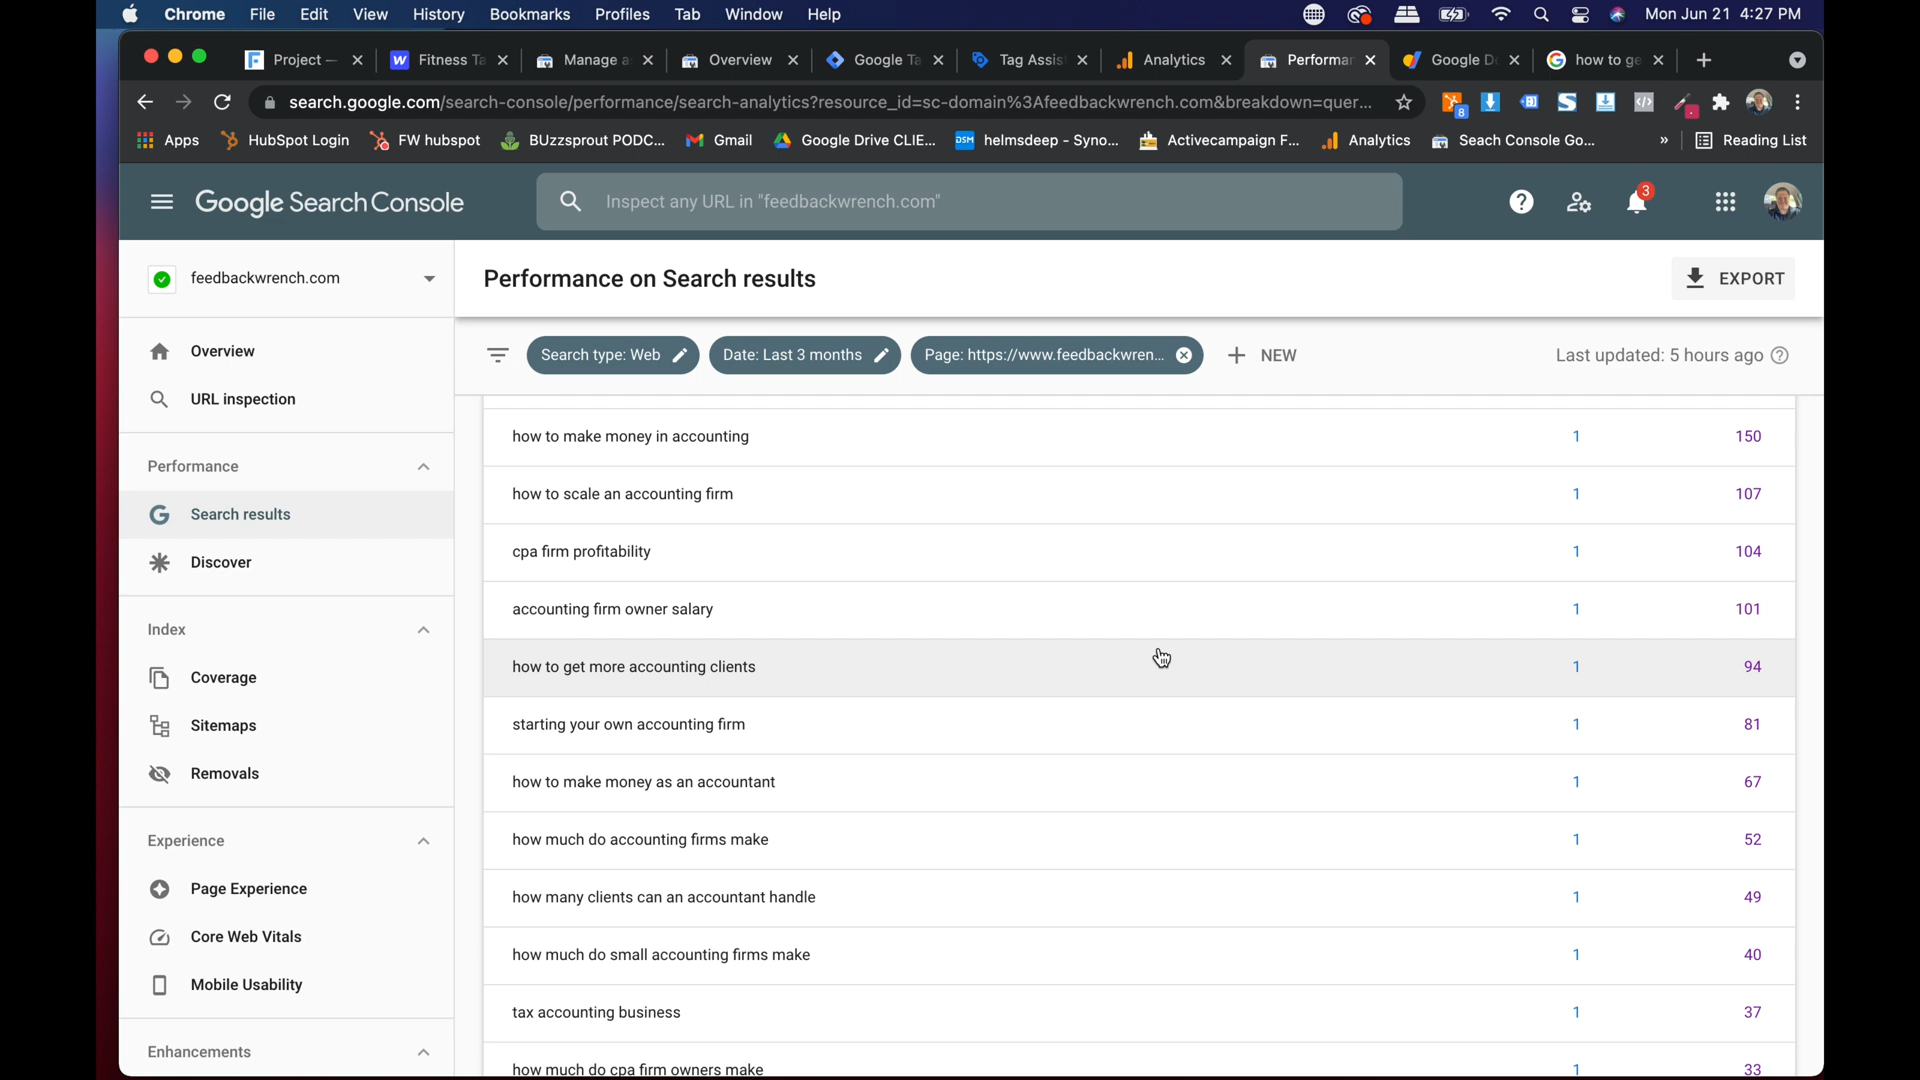 Chrome File Edit View History Bookmarks Profiles Tab Window Help Mon Jun 21 4:27 PM
Project — Fitness Ta Manage a Overview Google Ta Tag Assis Analytics Performan Google D how to ge
search.google.com/search-console/performance/search-analytics?resource_id=sc-domain%3Afeedbackwrench.com&breakdown=quer... 8
Apps HubSpot Login FW hubspot BUzzsprout PODC... Gmail Google Drive CLIE... DSM helmsdeep - Syno... Activecampaign F... Analytics Seach Console Go... » Reading List
Google Search Console Inspect any URL in "feedbackwrench.com" 3
feedbackwrench.com
Performance on Search results
EXPORT
Search type: Web Date: Last 3 months Page: https://www.feedbackwren... + NEW Last updated: 5 hours ago
Overview
URL inspection
Performance
Search results
Discover
Index
Coverage
Sitemaps
Removals
Experience
Page Experience
Core Web Vitals
Mobile Usability
Enhancements
how to make money in accounting 1 150
how to scale an accounting firm 1 107
cpa firm profitability 1 104
accounting firm owner salary 1 101
how to get more accounting clients 1 94
starting your own accounting firm 1 81
how to make money as an accountant 1 67
how much do accounting firms make 1 52
how many clients can an accountant handle 1 49
how much do small accounting firms make 1 40
tax accounting business 1 37
how much do cpa firm owners make 1 33